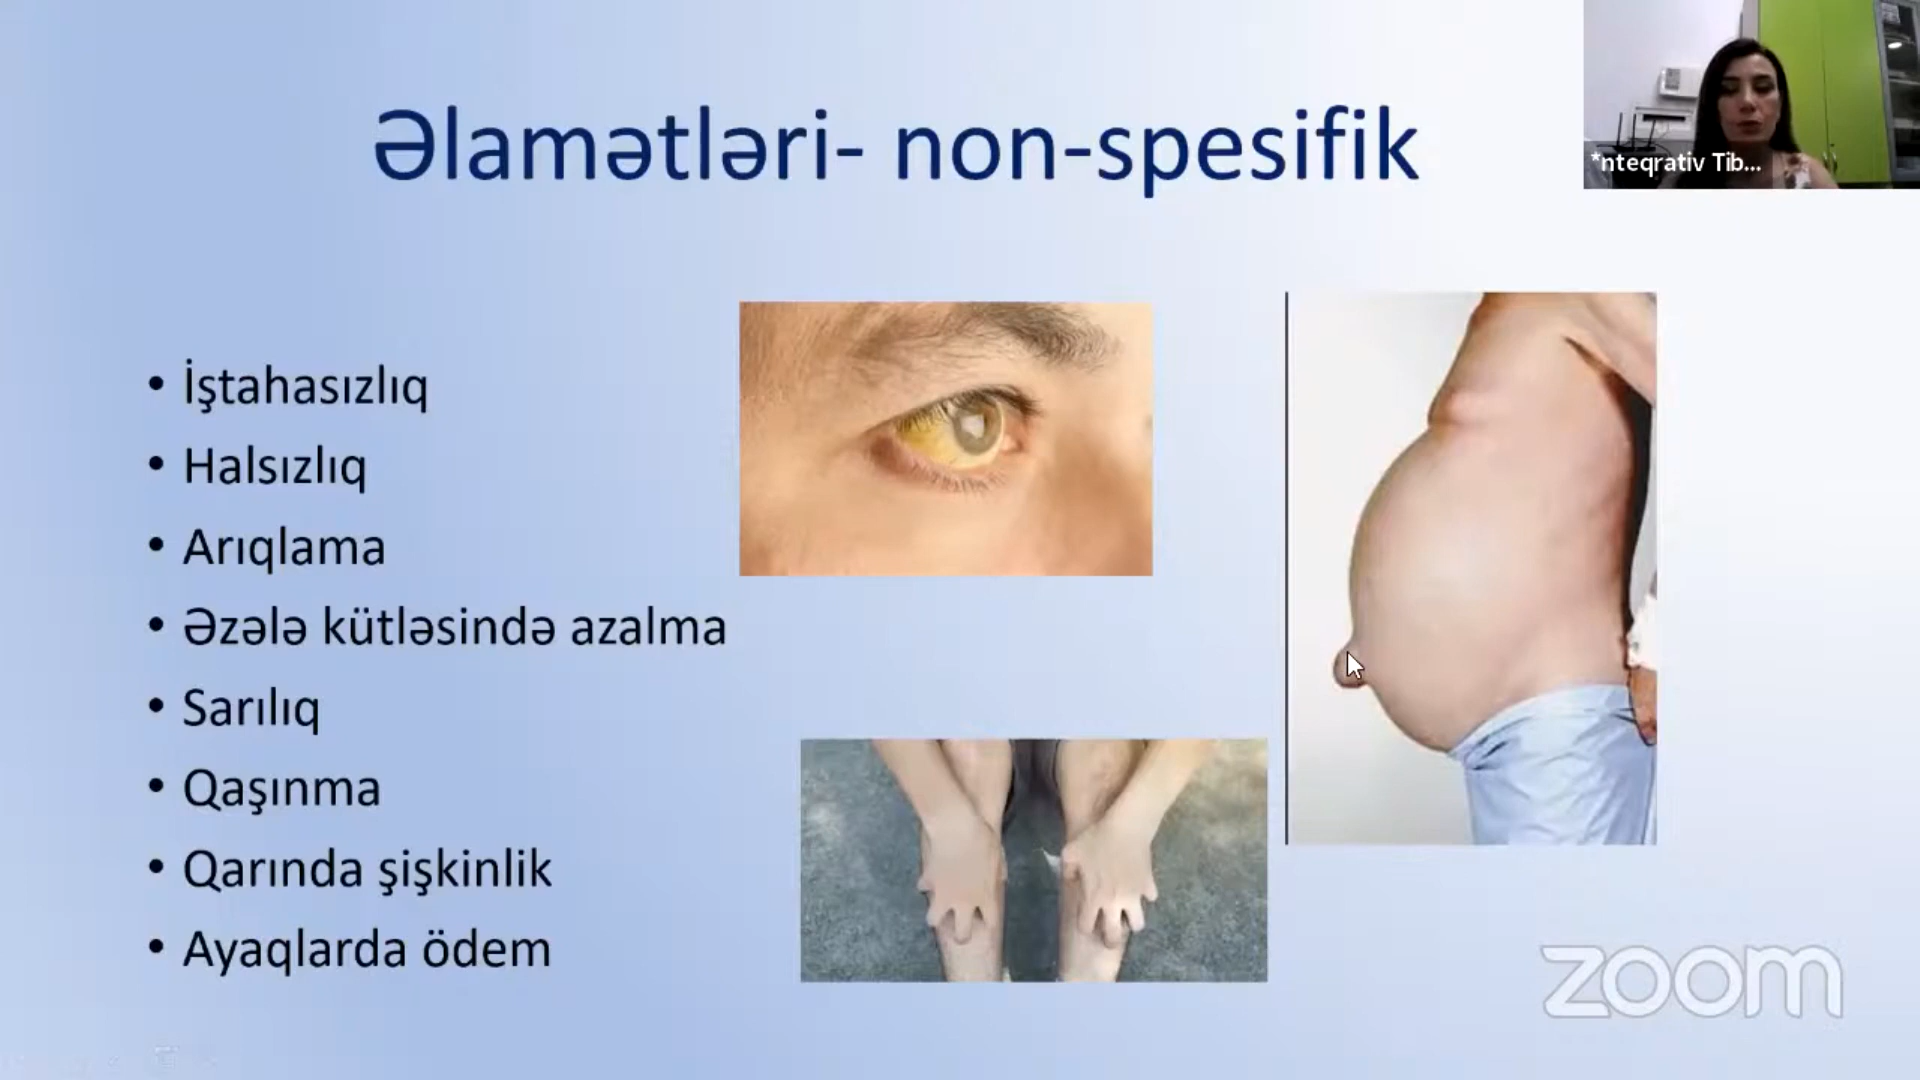 Əlamətləri- non-spesifik
*nteqrativ Tib...
• İştahasızlıq
• Halsızlıq
• Arıqlama
• Əzələ kütləsində azalma
• Sarılıq
• Qaşınma
• Qarında şişkinlik
• Ayaqlarda ödem
zoom